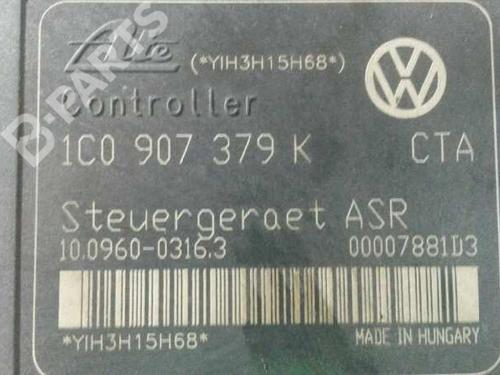 Ate (*YIH3H15H68*)
Controller
1C0 907 379 K CTA
Steuergeraet ASR
10.0960-0316.3 00007881D3
*YIH3H15H68* MADE IN HUNGARY
B-PARTS